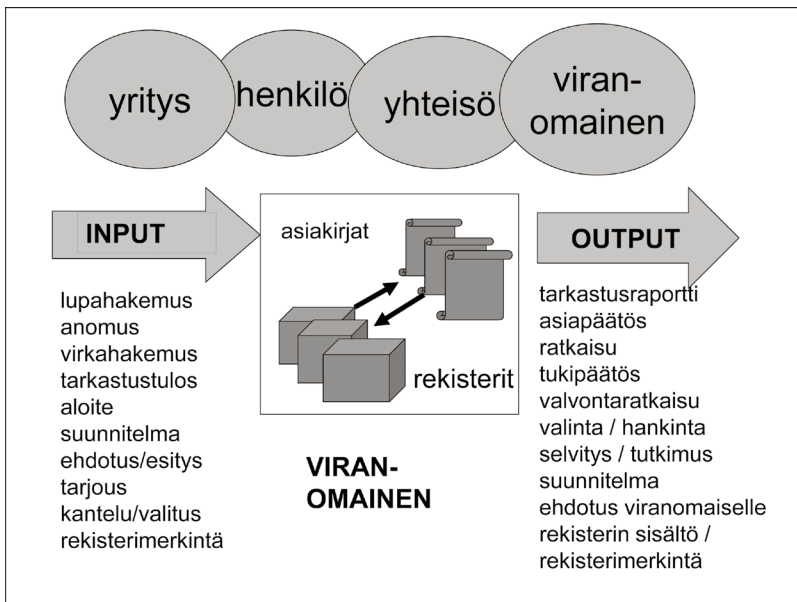 yritys
henkilö
yhteisö
viran-
omainen
INPUT
asiakirjat
rekisterit
OUTPUT
lupahakemus
anomus
virkahakemus
tarkastustulos
aloite
suunnitelma
ehdotus/esitys
tarjous
kantelu/valitus
rekisterimerkintä
VIRAN-
OMAINEN
tarkastusraportti
asiapäätös
ratkaisu
tukipäätös
valvontaratkaisu
valinta / hankinta
selvitys / tutkimus
suunnitelma
ehdotus viranomaiselle
rekisterin sisältö /
rekisterimerkintä